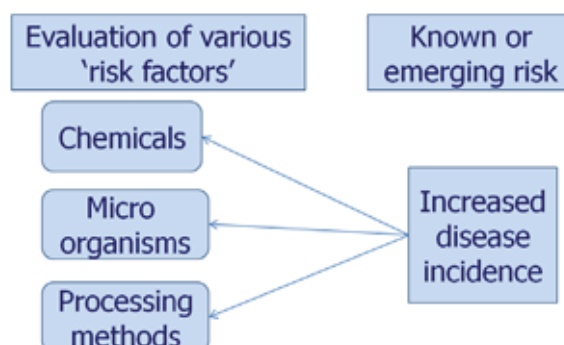 Evaluation of various
‘risk factors’
Known or
emerging risk
Chemicals
Micro
organisms
Processing
methods
Increased
disease
incidence